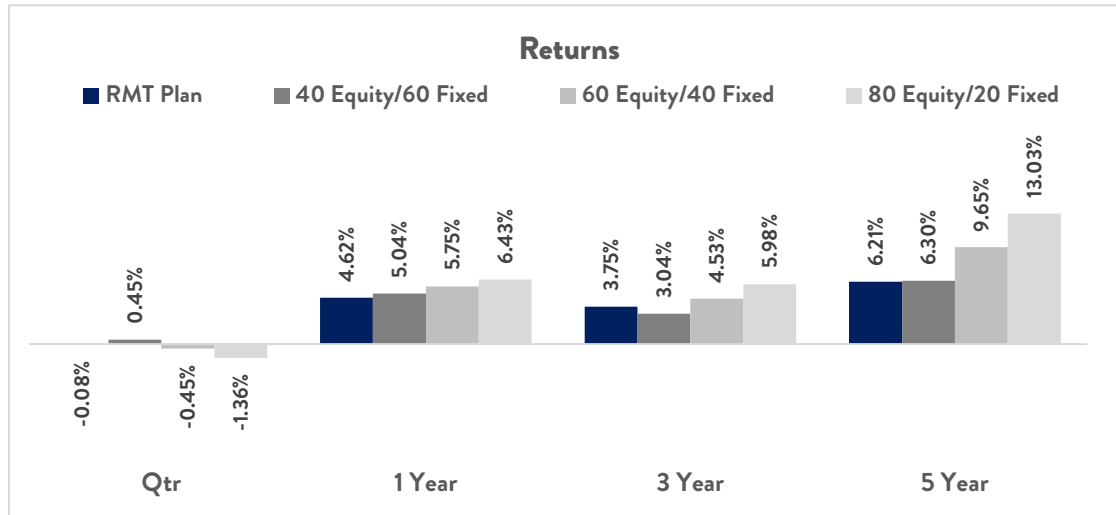 Returns
RMT Plan 40 Equity/60 Fixed 60 Equity/40 Fixed 80 Equity/20 Fixed
-0.08% 0.45% -0.45% -1.36%
4.62% 5.04% 5.75% 6.43%
3.75% 3.04% 4.53% 5.98%
6.21% 6.30% 9.65% 13.03%
Qtr 1 Year 3 Year 5 Year